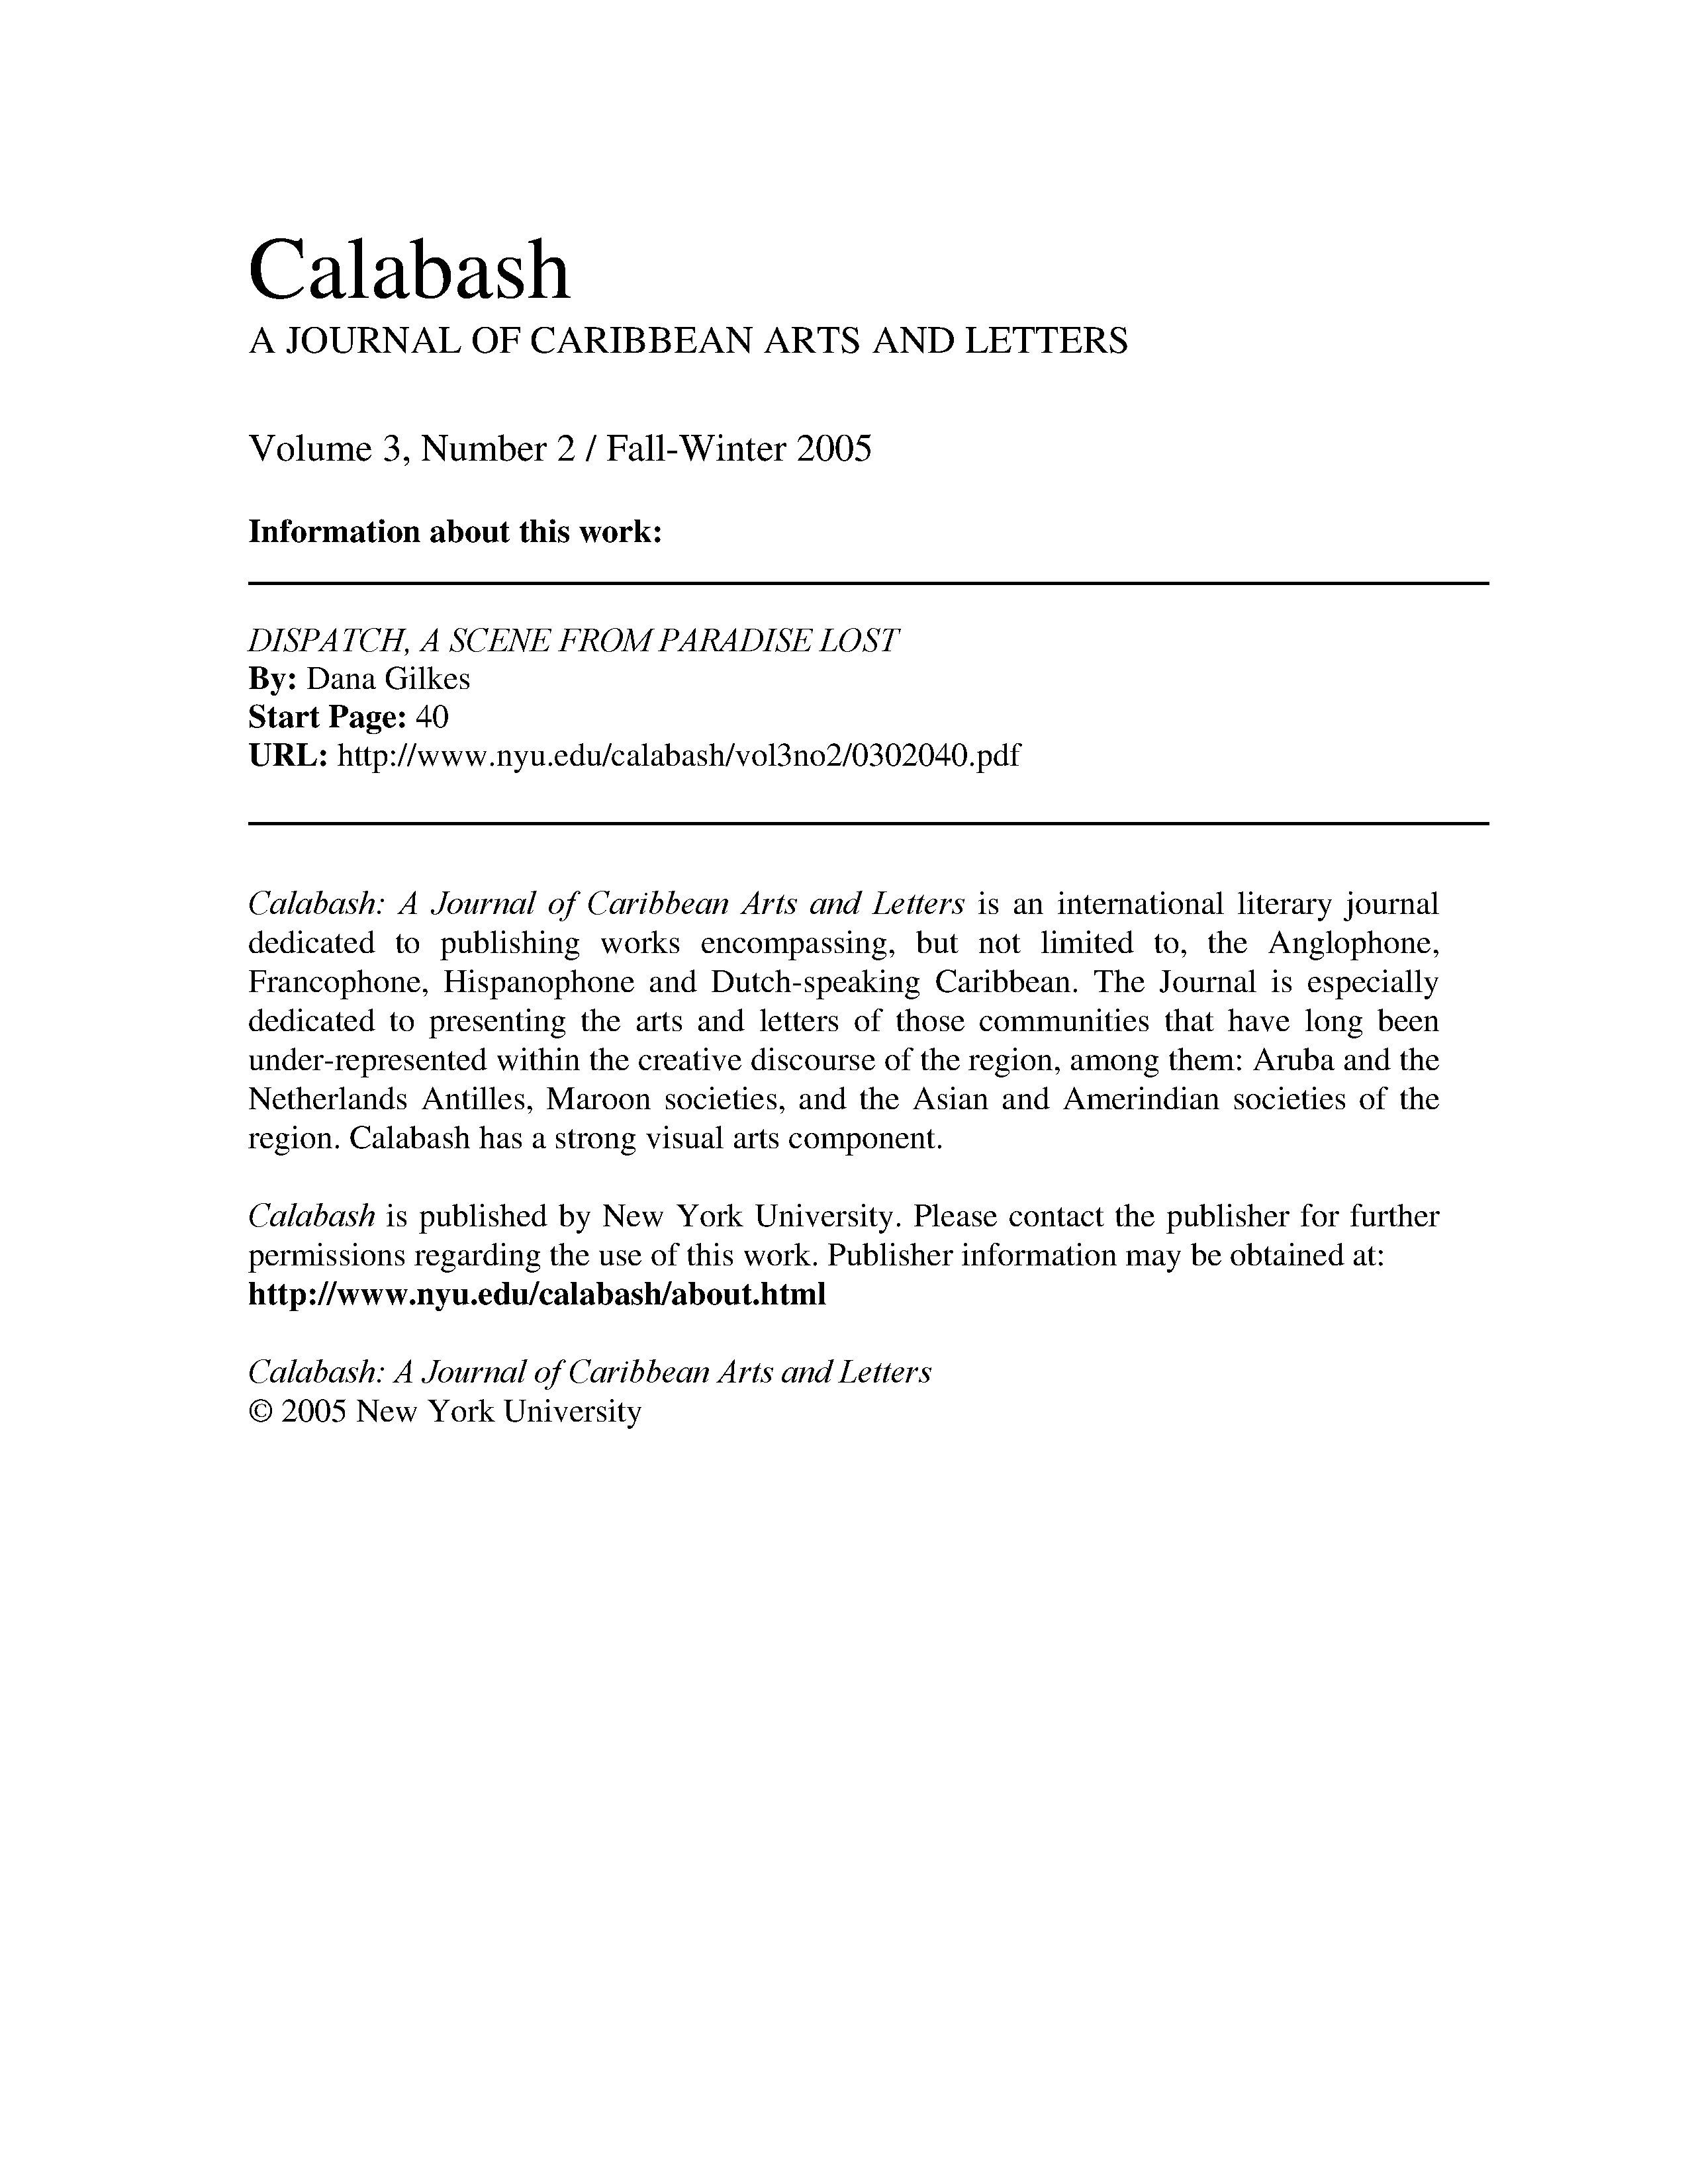 Calabash
A JOURNAL OF CARIBBEAN ARTS AND LETTERS
Volume 3, Number 2 / Fall-Winter 2005
Information about this work:
DISPATCH, A SCENE FROM PARADISE LOST
By: Dana Gilkes
Start Page: 40
URL: http://www.nyu.edu/calabash/vol3no2/0302040.pdf
Calabash: A Journal of Caribbean Arts and Letters is an international literary journal
dedicated to publishing works encompassing, but not limited to, the Anglophone,
Francophone, Hispanophone and Dutch-speaking Caribbean. The Journal is especially
dedicated to presenting the arts and letters of those communities that have long been
under-represented within the creative discourse of the region, among them: Aruba and the
Netherlands Antilles, Maroon societies, and the Asian and Amerindian societies of the
region. Calabash has a strong visual arts component.
Calabash is published by New York University. Please contact the publisher for further
permissions regarding the use of this work. Publisher information may be obtained at:
http://www.nyu.edu/calabash/about.html
Calabash: A Journal of Caribbean Arts and Letters
© 2005 New York University